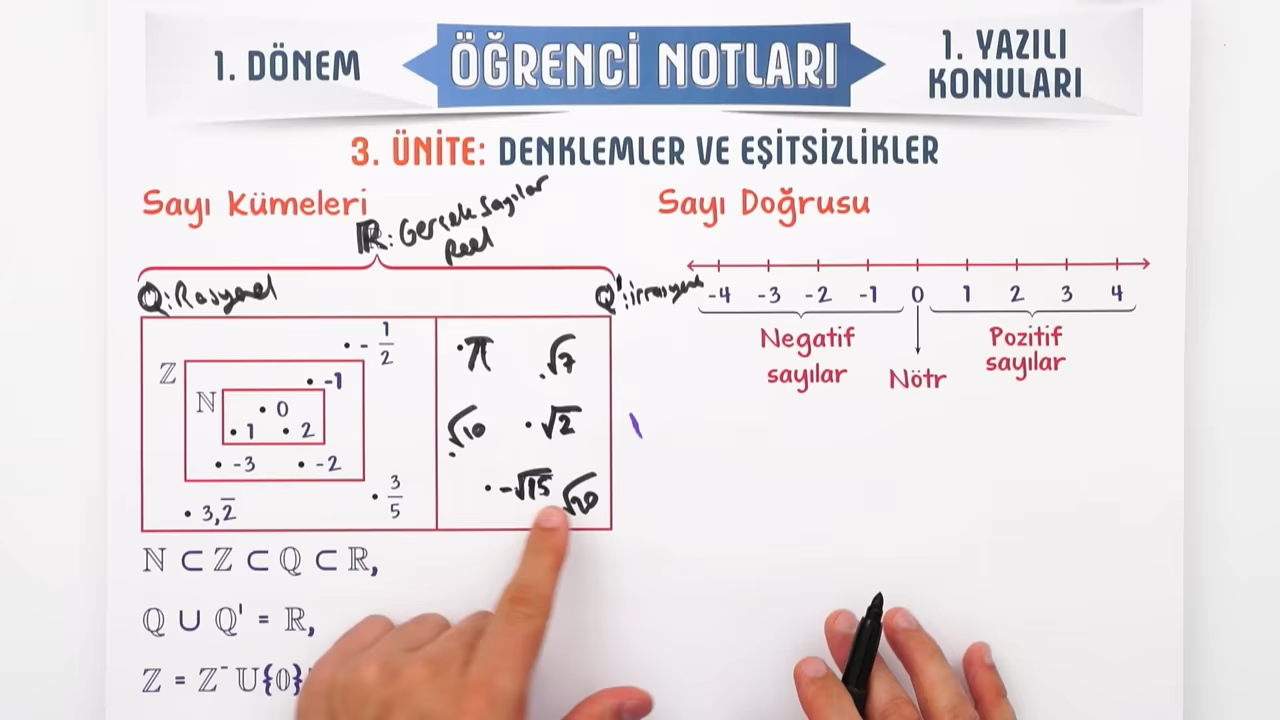 1. DÖNEM
ÖĞRENCİ NOTLARI
1. YAZILI
KONULARI
3. ÜNİTE: DENKLEMLER VE EŞİTSİZLİKLER
Sayı Kümeleri
ℝ: Gerçek Sayılar
Reel
Q: Rasyonel
Q': irrasyonel
- 1/2
ℤ
• -1
ℕ
• 0
• 1 • 2
• -3 • -2
• 3/5
• 3,2̅
• π . √7
. √10 • √2
• -√15 √20
ℕ ⊂ ℤ ⊂ ℚ ⊂ ℝ,
ℚ ∪ ℚ' = ℝ,
ℤ = ℤ⁻ ∪ {0}
Sayı Doğrusu
-4 -3 -2 -1 0 1 2 3 4
Negatif
sayılar
Nötr
Pozitif
sayılar